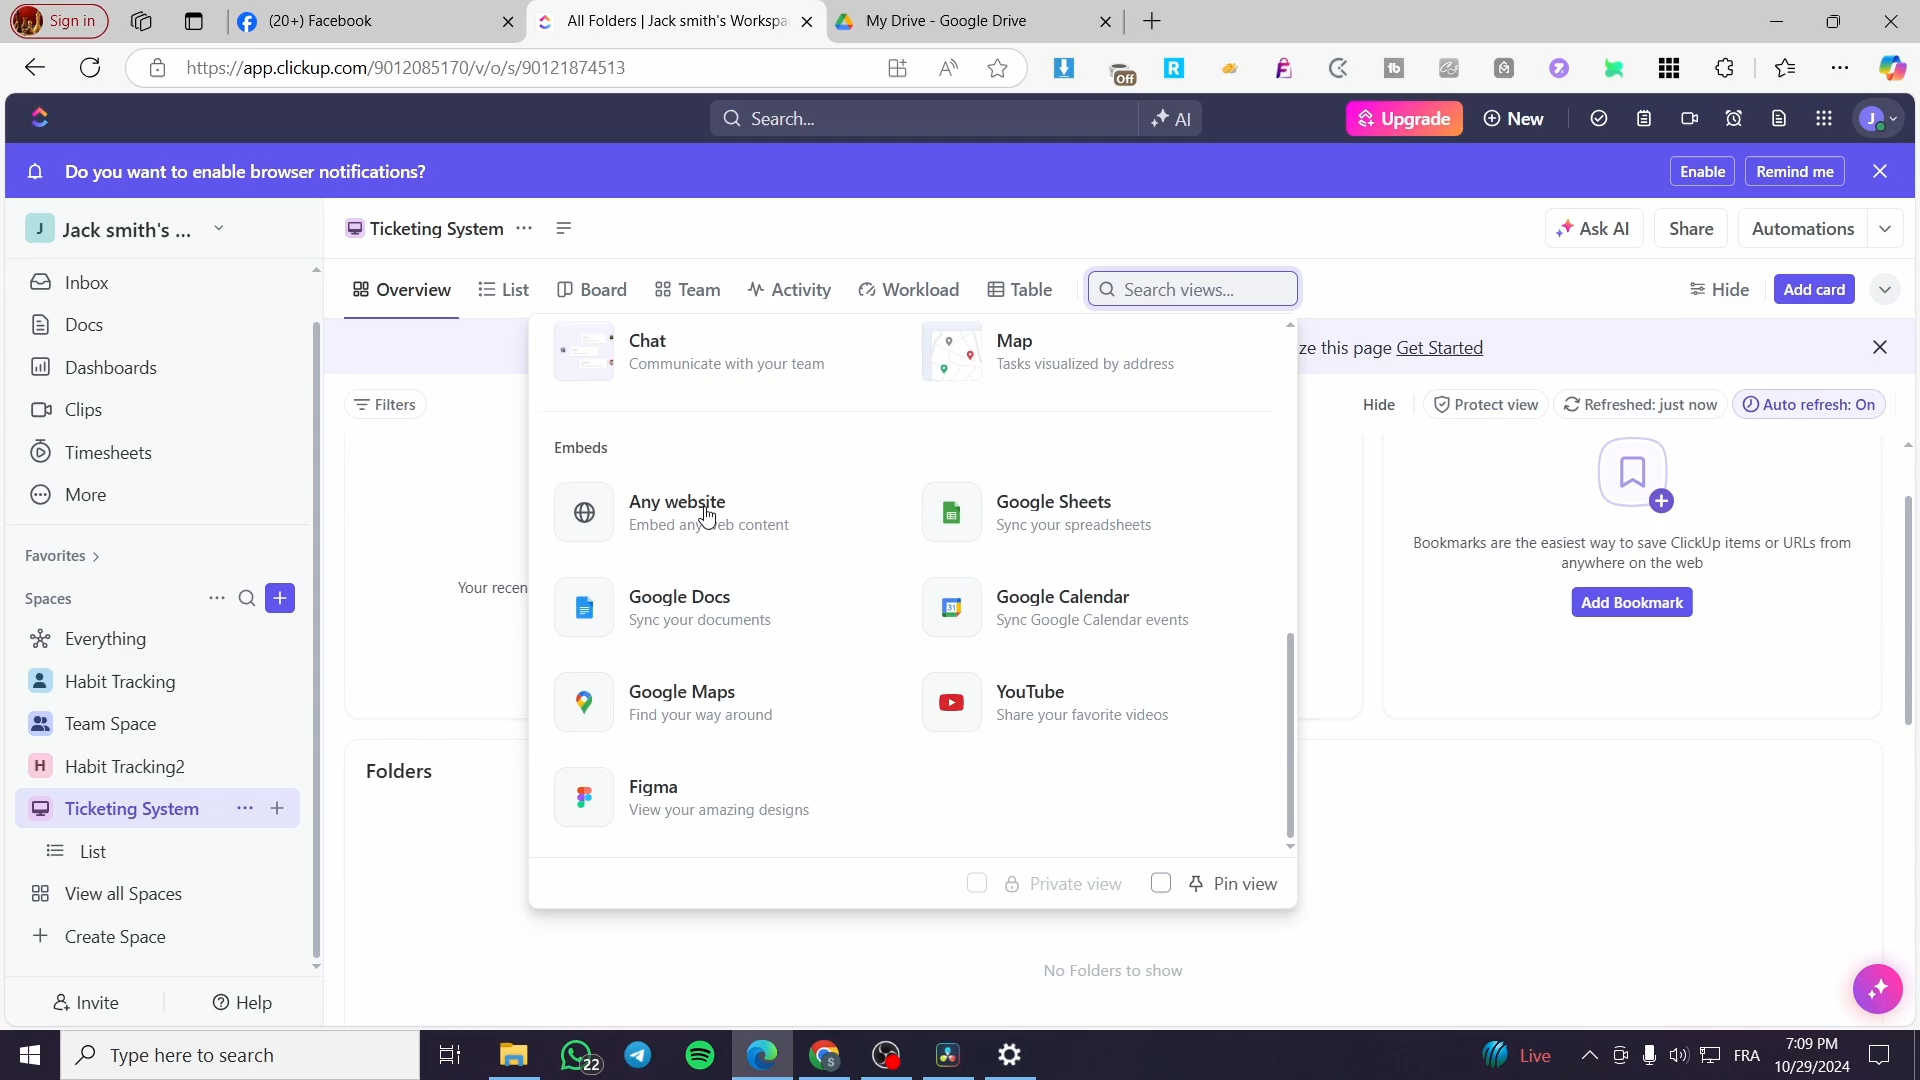 Sign in
(20+) Facebook
All Folders | Jack smith's Workspa
My Drive - Google Drive
https://app.clickup.com/9012085170/v/o/s/90121874513
Off
Search...
AI
Upgrade
New
J
Do you want to enable browser notifications?
Enable
Remind me
J Jack smith's ...
Ticketing System
Ask AI
Share
Automations
Inbox
Docs
Dashboards
Clips
Timesheets
More
Favorites
Spaces
Everything
Habit Tracking
Team Space
H Habit Tracking2
Ticketing System
List
View all Spaces
Create Space
Invite
Help
Overview
List
Board
Team
Activity
Workload
Table
Search views...
Hide
Add card
ze this page Get Started
Filters
Hide
Protect view
Refreshed: just now
Auto refresh: On
Chat
Communicate with your team
Map
Tasks visualized by address
Embeds
Any website
Embed any web content
Google Sheets
Sync your spreadsheets
Google Docs
Sync your documents
Google Calendar
Sync Google Calendar events
Google Maps
Find your way around
YouTube
Share your favorite videos
Figma
View your amazing designs
Private view
Pin view
Your recen
Bookmarks are the easiest way to save ClickUp items or URLs from
anywhere on the web
Add Bookmark
Folders
No Folders to show
Type here to search
22
Live
FRA
7:09 PM
10/29/2024